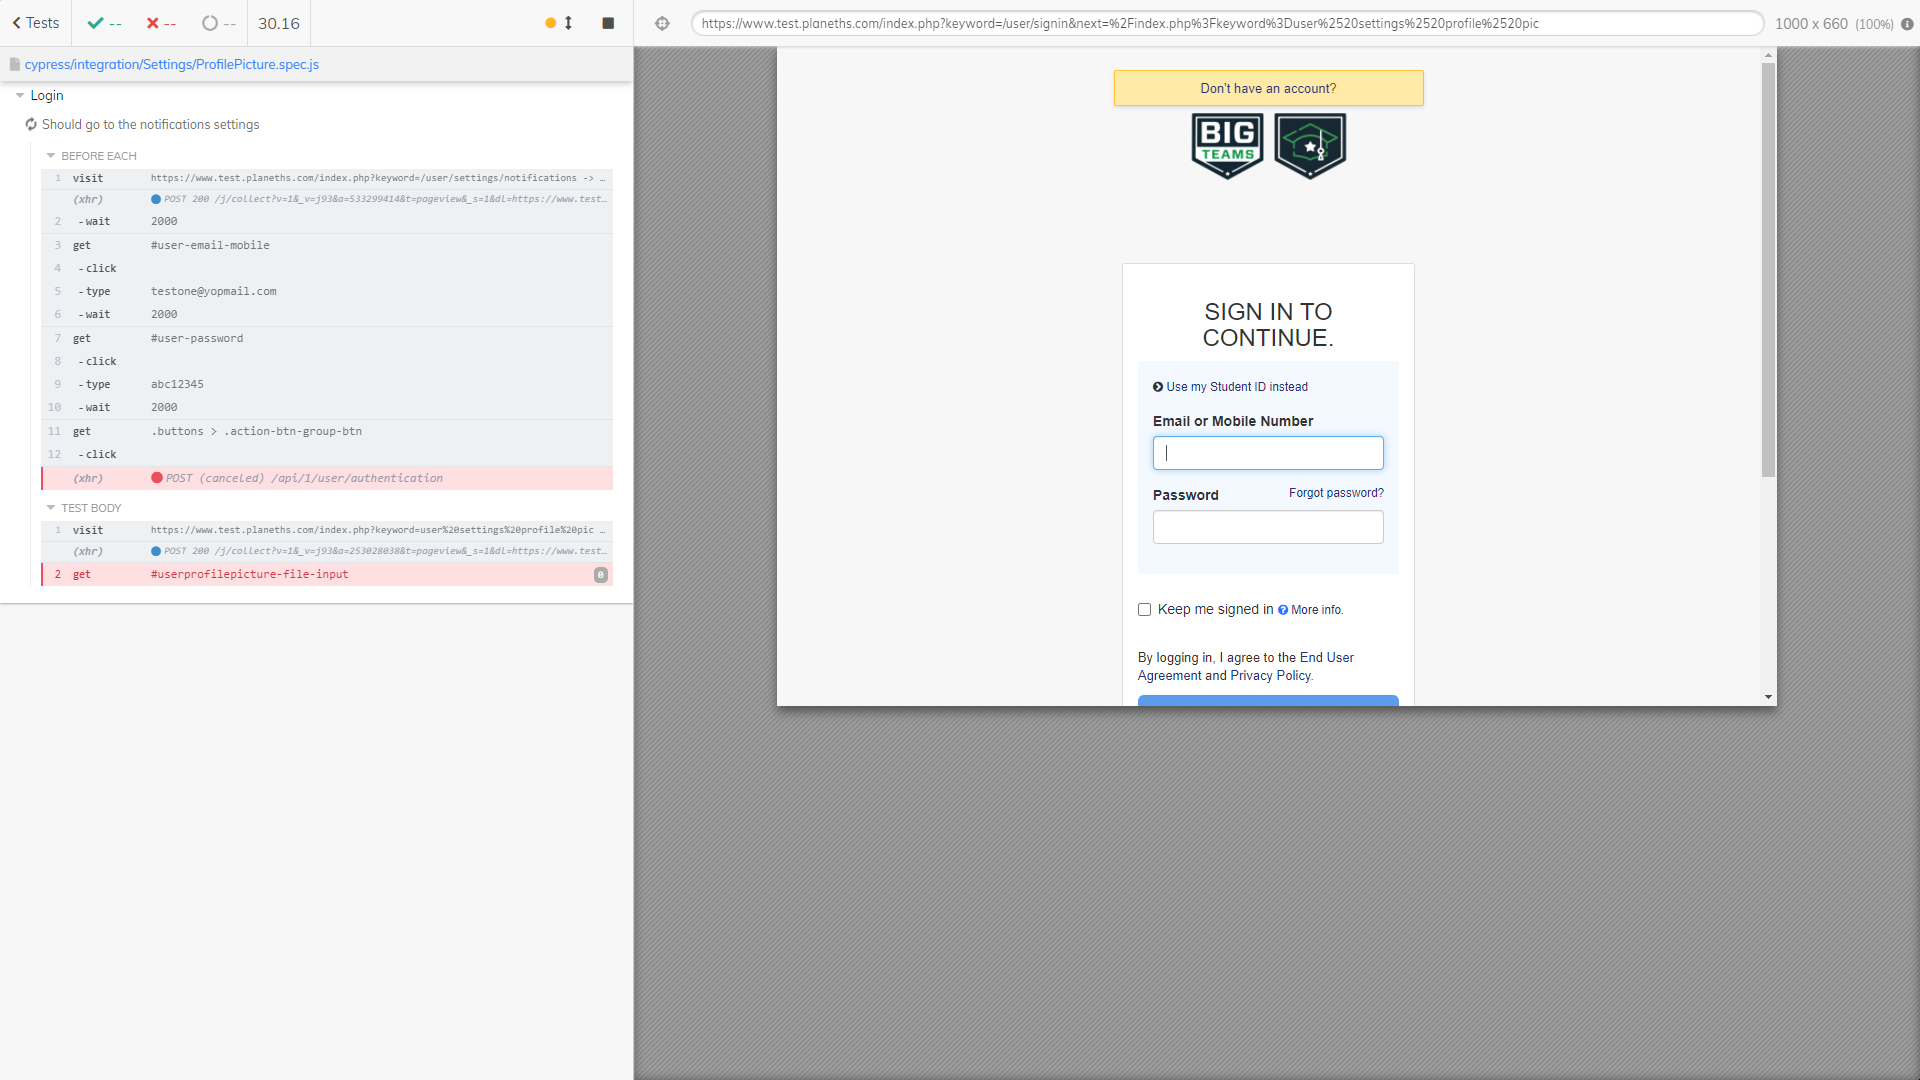 Tests -- -- -- 30.16
https://www.test.planeths.com/index.php?keyword=/user/signin&next=%2Findex.php%3Fkeyword%3Duser%2520settings%2520profile%2520pic
1000 x 660 (100%)
cypress/integration/Settings/ProfilePicture.spec.js
Login
Should go to the notifications settings
BEFORE EACH
1 visit https://www.test.planeths.com/index.php?keyword=/user/settings/notifications -> …
(xhr) POST 200 /j/collect?v=1&_v=j93&a=533299414&t=pageview&_s=1&dl=https://www.test…
2 -wait 2000
3 get #user-email-mobile
4 -click
5 -type testone@yopmail.com
6 -wait 2000
7 get #user-password
8 -click
9 -type abc12345
10 -wait 2000
11 get .buttons > .action-btn-group-btn
12 -click
(xhr) POST (canceled) /api/1/user/authentication
TEST BODY
1 visit https://www.test.planeths.com/index.php?keyword=user%20settings%20profile%20pic …
(xhr) POST 200 /j/collect?v=1&_v=j93&a=253028038&t=pageview&_s=1&dl=https://www.test…
2 get #userprofilepicture-file-input 0
Don't have an account?
BIG
TEAMS
SIGN IN TO
CONTINUE.
Use my Student ID instead
Email or Mobile Number
Password Forgot password?
Keep me signed in More info.
By logging in, I agree to the End User
Agreement and Privacy Policy.